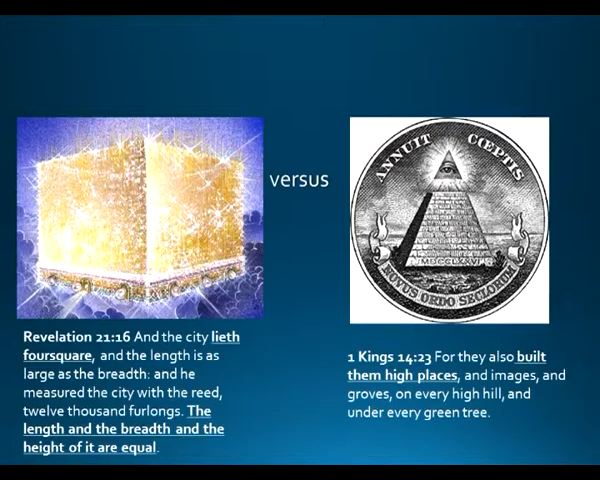 versus
ANNUIT CŒPTIS
MDCCLXXVI
NOVUS ORDO SECLORUM
Revelation 21:16 And the city lieth
foursquare, and the length is as
large as the breadth: and he
measured the city with the reed,
twelve thousand furlongs. The
length and the breadth and the
height of it are equal.
1 Kings 14:23 For they also built
them high places, and images, and
groves, on every high hill, and
under every green tree.